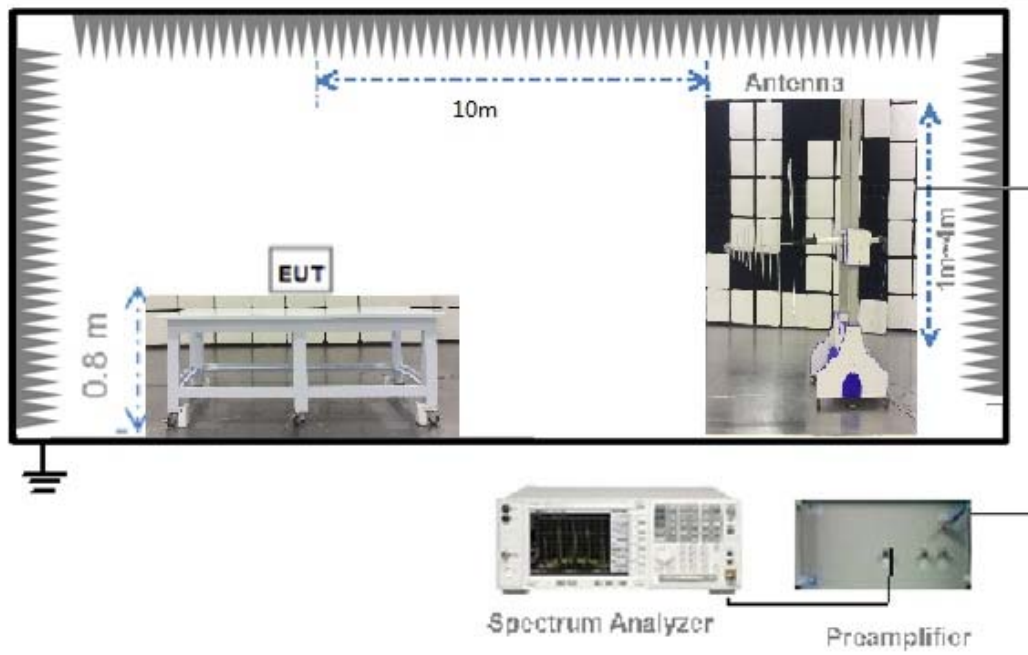 Antenna
10m
1m-4m
EUT
0.8 m
Spectrum Analyzer
Preamplifier